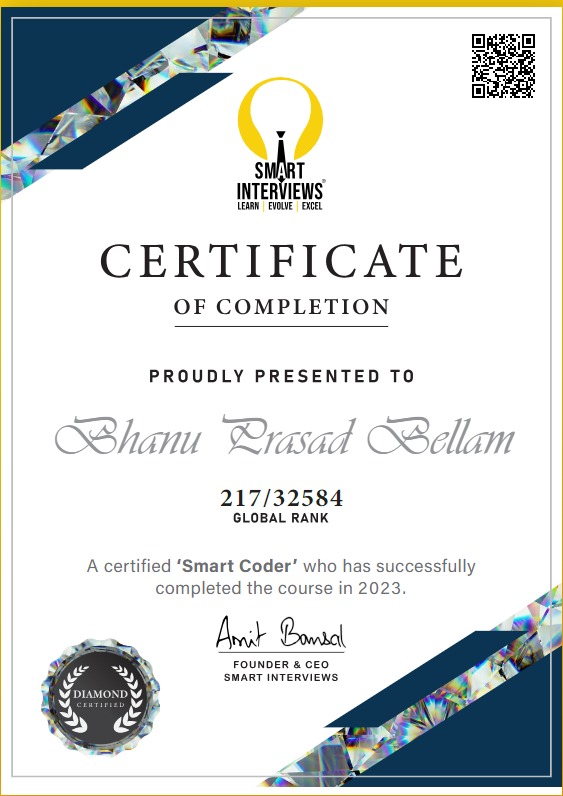 SMART
INTERVIEWS®
LEARN | EVOLVE | EXCEL
CERTIFICATE
OF COMPLETION
PROUDLY PRESENTED TO
Bhanu Prasad Bellam
217/32584
GLOBAL RANK
A certified ‘Smart Coder’ who has successfully
completed the course in 2023.
Amit Bansal
FOUNDER & CEO
SMART INTERVIEWS
DIAMOND
CERTIFIED